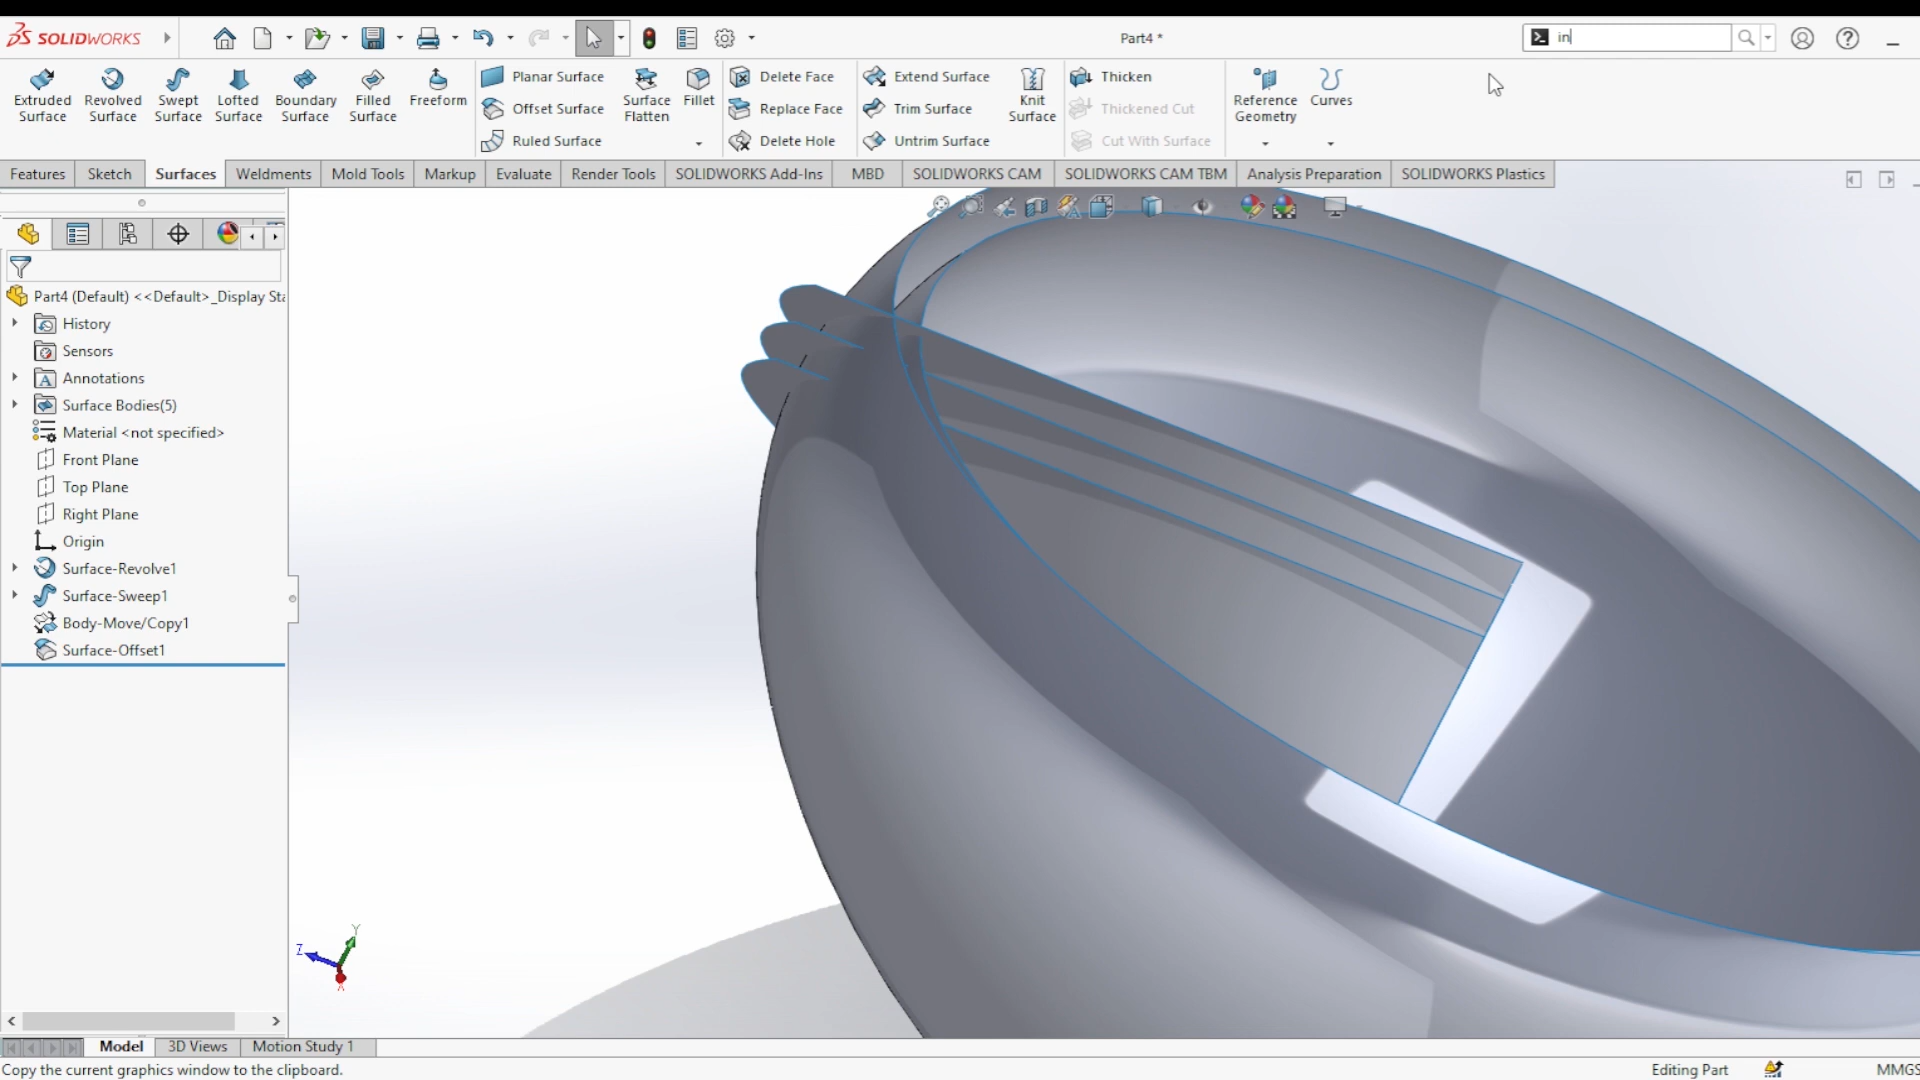 SOLIDWORKS
Part4 *
in
Extruded Surface
Revolved Surface
Swept Surface
Lofted Surface
Boundary Surface
Filled Surface
Freeform
Planar Surface
Offset Surface
Ruled Surface
Surface Flatten
Fillet
Delete Face
Replace Face
Delete Hole
Extend Surface
Trim Surface
Untrim Surface
Knit Surface
Thicken
Thickened Cut
Cut With Surface
Reference Geometry
Curves
Features Sketch Surfaces Weldments Mold Tools Markup Evaluate Render Tools SOLIDWORKS Add-Ins MBD SOLIDWORKS CAM SOLIDWORKS CAM TBM Analysis Preparation SOLIDWORKS Plastics
Part4 (Default) <<Default>_Display Sta
History
Sensors
Annotations
Surface Bodies(5)
Material <not specified>
Front Plane
Top Plane
Right Plane
Origin
Surface-Revolve1
Surface-Sweep1
Body-Move/Copy1
Surface-Offset1
Y
Z
X
Model 3D Views Motion Study 1
Copy the current graphics window to the clipboard.
Editing Part
MMGS